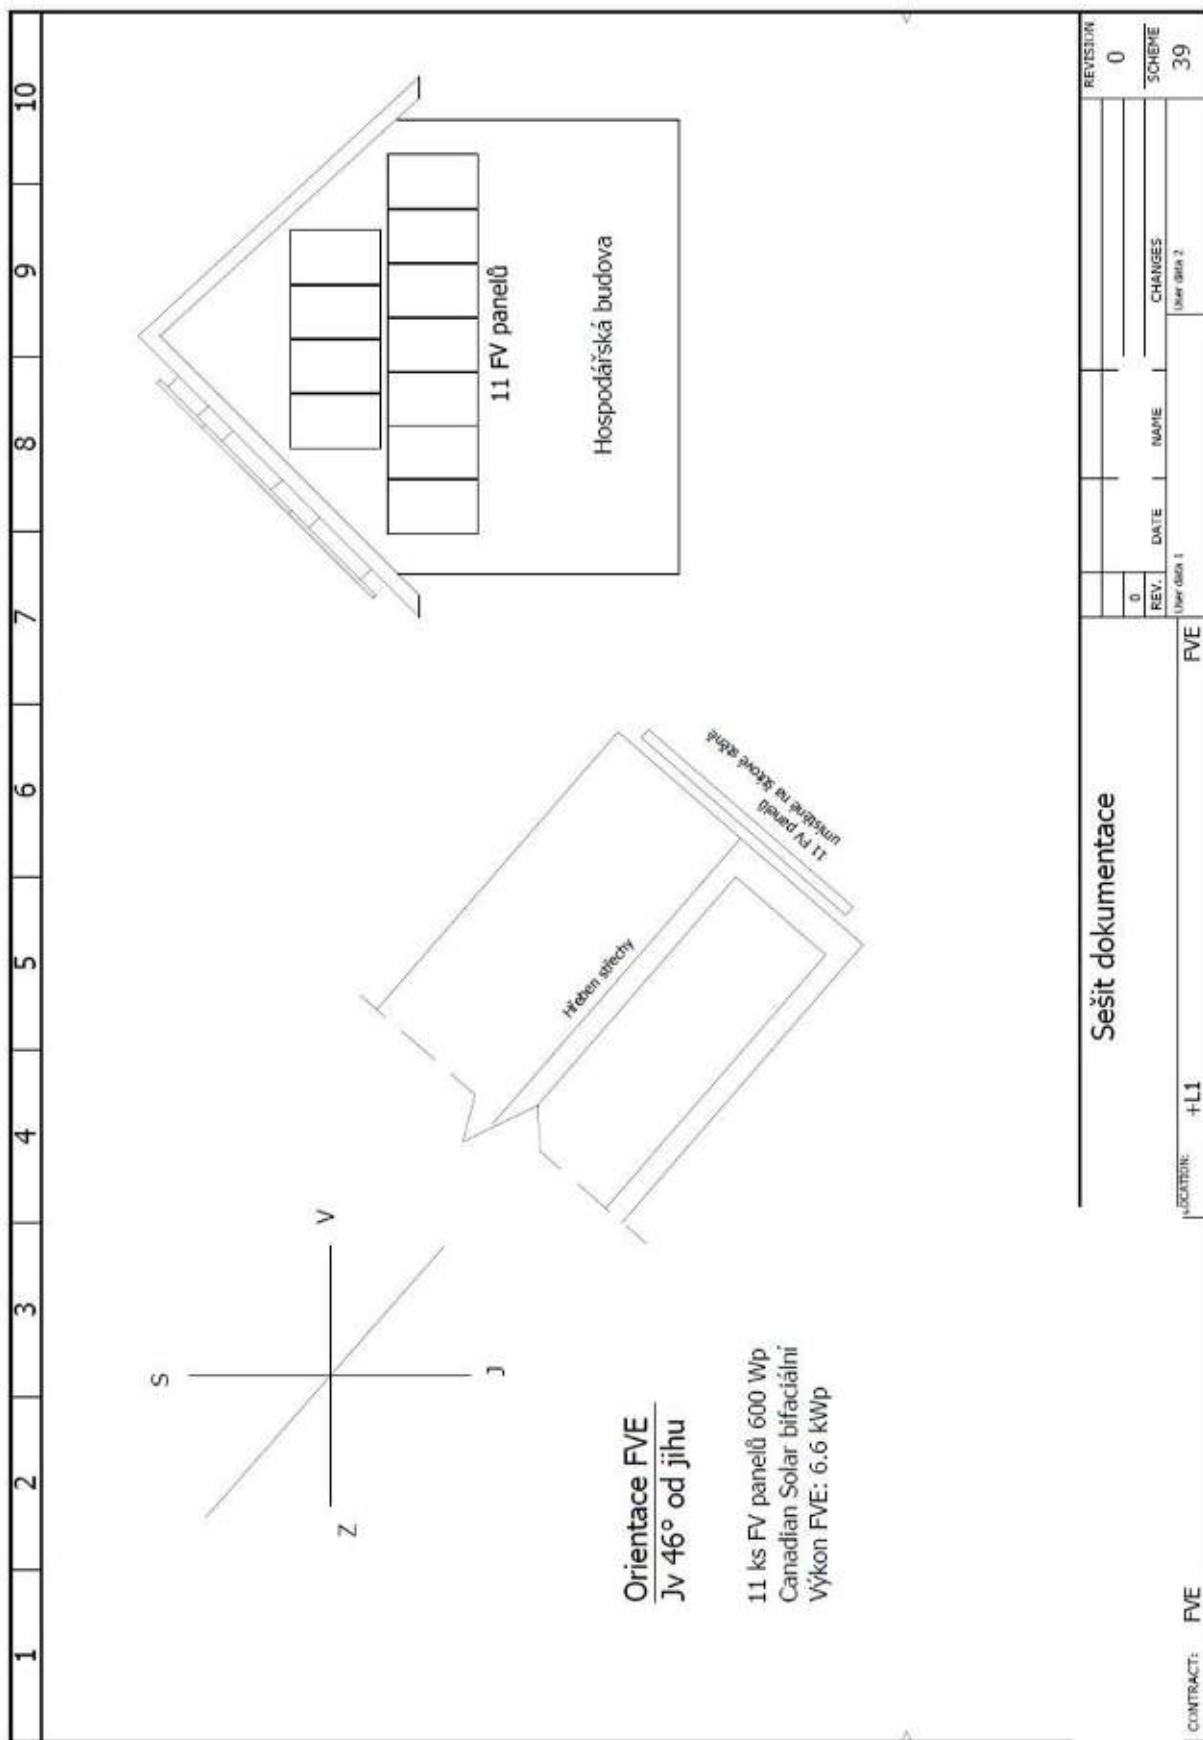 1
2
3
4
5
6
7
8
9
10
S
V
Z
J
Orientace FVE
Jv 46° od jihu
11 ks FV panelů 600 Wp
Canadian Solar bifaciální
Výkon FVE: 6.6 kWp
Hřeben střechy
11 FV panelů
umístěné na štítové stěně
11 FV panelů
Hospodářská budova
Sešit dokumentace
CONTRACT: FVE
LOCATION: +L1
FVE
0
REV.
DATE
NAME
CHANGES
User data 1
User data 2
REVISION
0
SCHEME
39